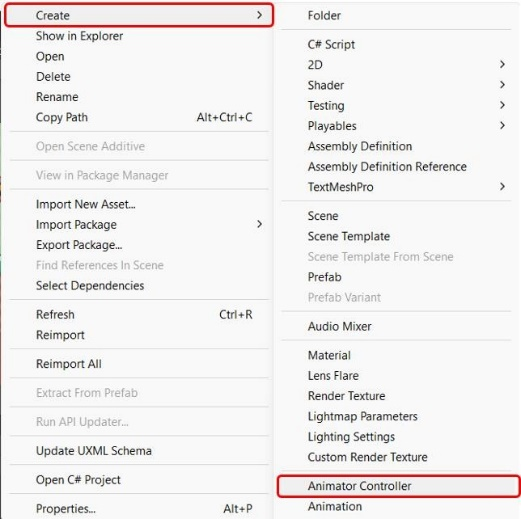 Create >
Show in Explorer
Open
Delete
Rename
Copy Path Alt+Ctrl+C
Open Scene Additive
View in Package Manager
Import New Asset...
Import Package >
Export Package...
Find References In Scene
Select Dependencies
Refresh Ctrl+R
Reimport
Reimport All
Extract From Prefab
Run API Updater...
Update UXML Schema
Open C# Project
Properties... Alt+P
Folder
C# Script
2D >
Shader >
Testing >
Playables >
Assembly Definition
Assembly Definition Reference
TextMeshPro >
Scene
Scene Template
Scene Template From Scene
Prefab
Prefab Variant
Audio Mixer
Material
Lens Flare
Render Texture
Lightmap Parameters
Lighting Settings
Custom Render Texture
Animator Controller
Animation